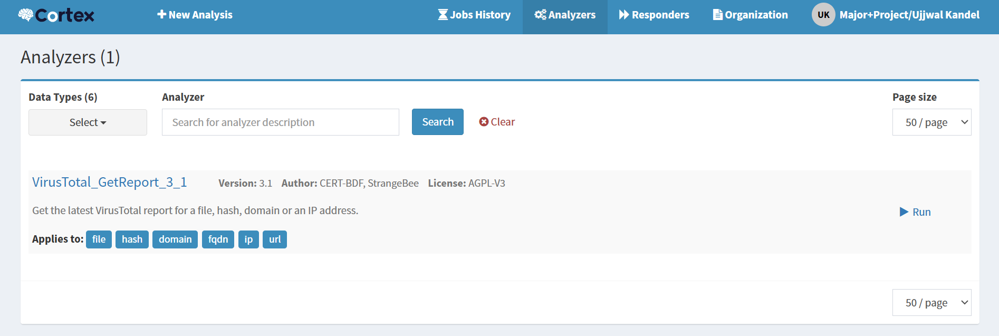 Cortex New Analysis Jobs History Analyzers Responders Organization UK Major+Project/Ujjwal Kandel
Analyzers (1)
Data Types (6) Analyzer Page size
Select Search for analyzer description Search Clear 50 / page
VirusTotal_GetReport_3_1 Version: 3.1 Author: CERT-BDF, StrangeBee License: AGPL-V3
Get the latest VirusTotal report for a file, hash, domain or an IP address. Run
Applies to: file hash domain fqdn ip url
50 / page